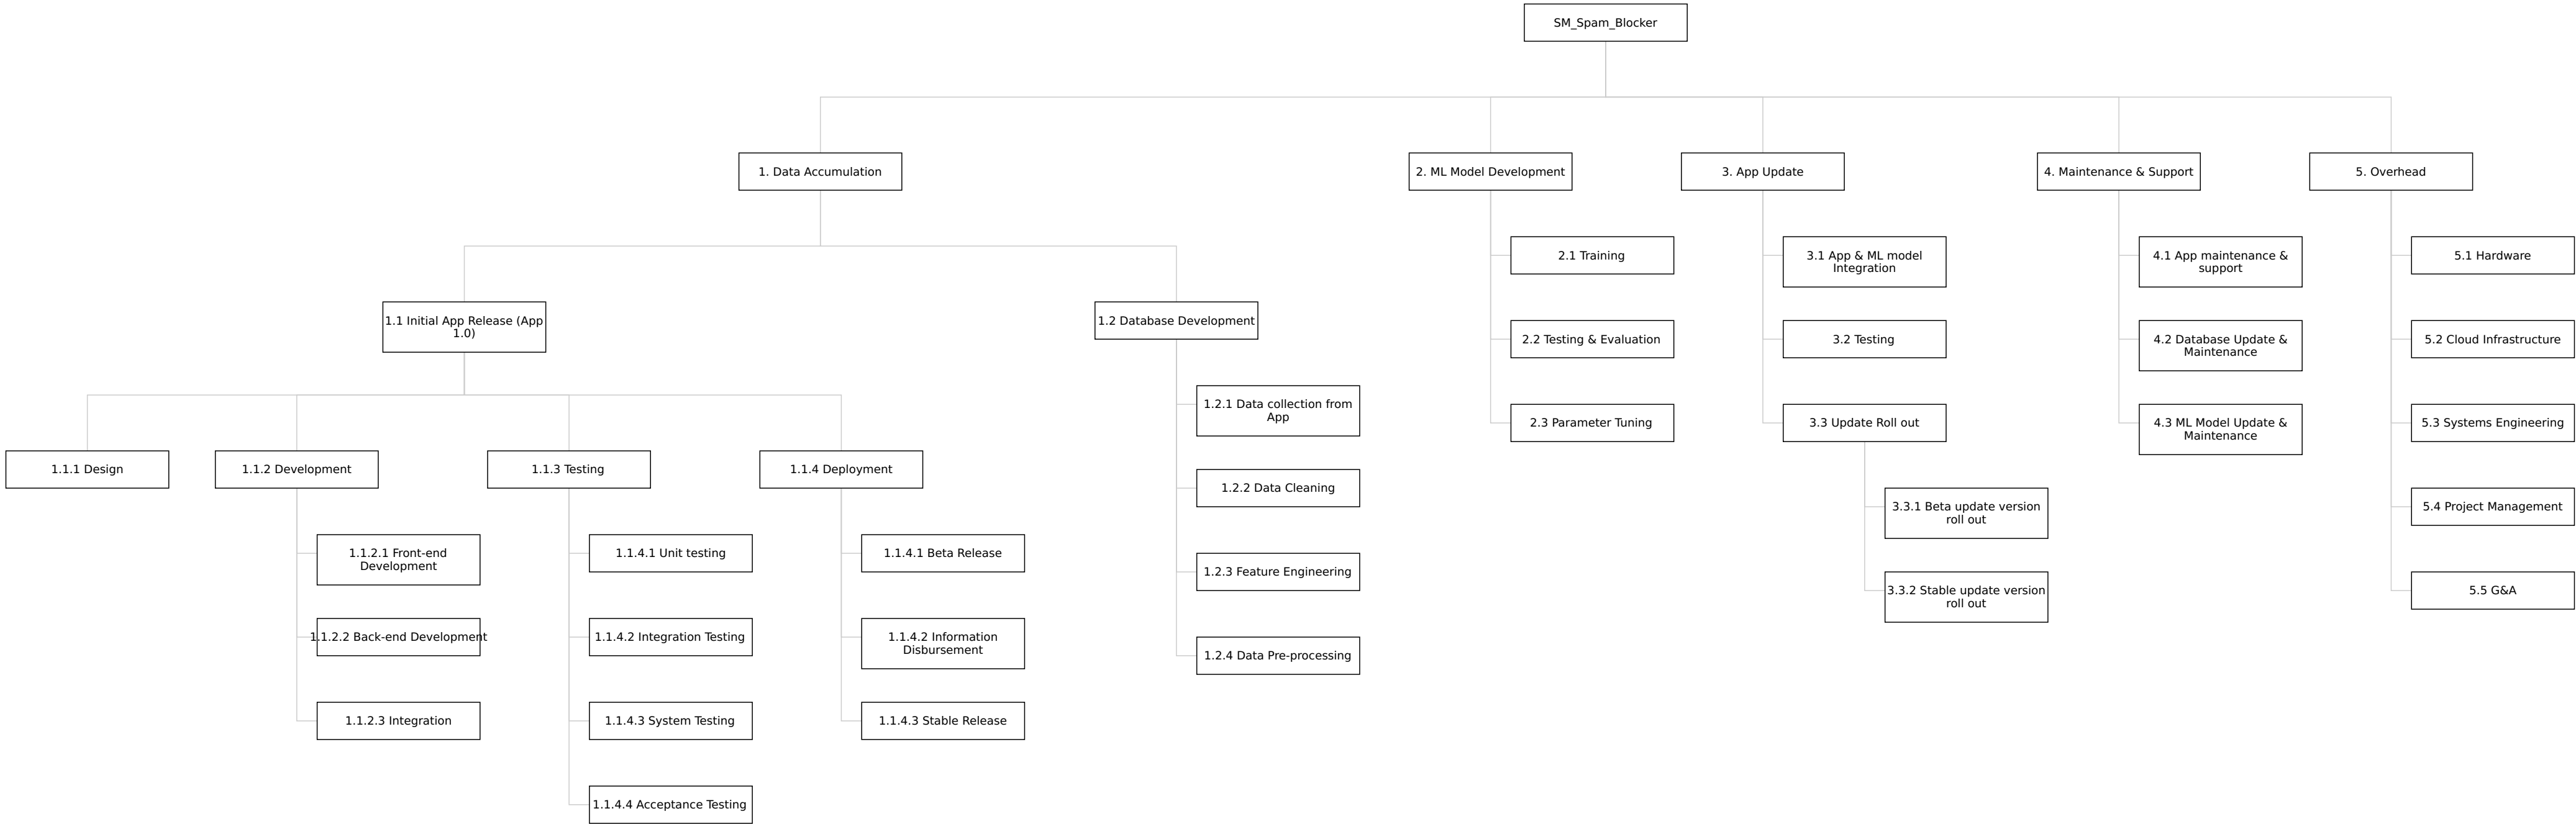 SM_Spam_Blocker
1. Data Accumulation
2. ML Model Development
3. App Update
4. Maintenance & Support
5. Overhead
1.1 Initial App Release (App
1.0)
1.2 Database Development
1.1.1 Design
1.1.2 Development
1.1.2.1 Front-end
Development
1.1.2.2 Back-end Development
1.1.2.3 Integration
1.1.3 Testing
1.1.4.1 Unit testing
1.1.4.2 Integration Testing
1.1.4.3 System Testing
1.1.4.4 Acceptance Testing
1.1.4 Deployment
1.1.4.1 Beta Release
1.1.4.2 Information
Disbursement
1.1.4.3 Stable Release
1.2.1 Data collection from
App
1.2.2 Data Cleaning
1.2.3 Feature Engineering
1.2.4 Data Pre-processing
2.1 Training
2.2 Testing & Evaluation
2.3 Parameter Tuning
3.1 App & ML model
Integration
3.2 Testing
3.3 Update Roll out
3.3.1 Beta update version
roll out
3.3.2 Stable update version
roll out
4.1 App maintenance &
support
4.2 Database Update &
Maintenance
4.3 ML Model Update &
Maintenance
5.1 Hardware
5.2 Cloud Infrastructure
5.3 Systems Engineering
5.4 Project Management
5.5 G&A